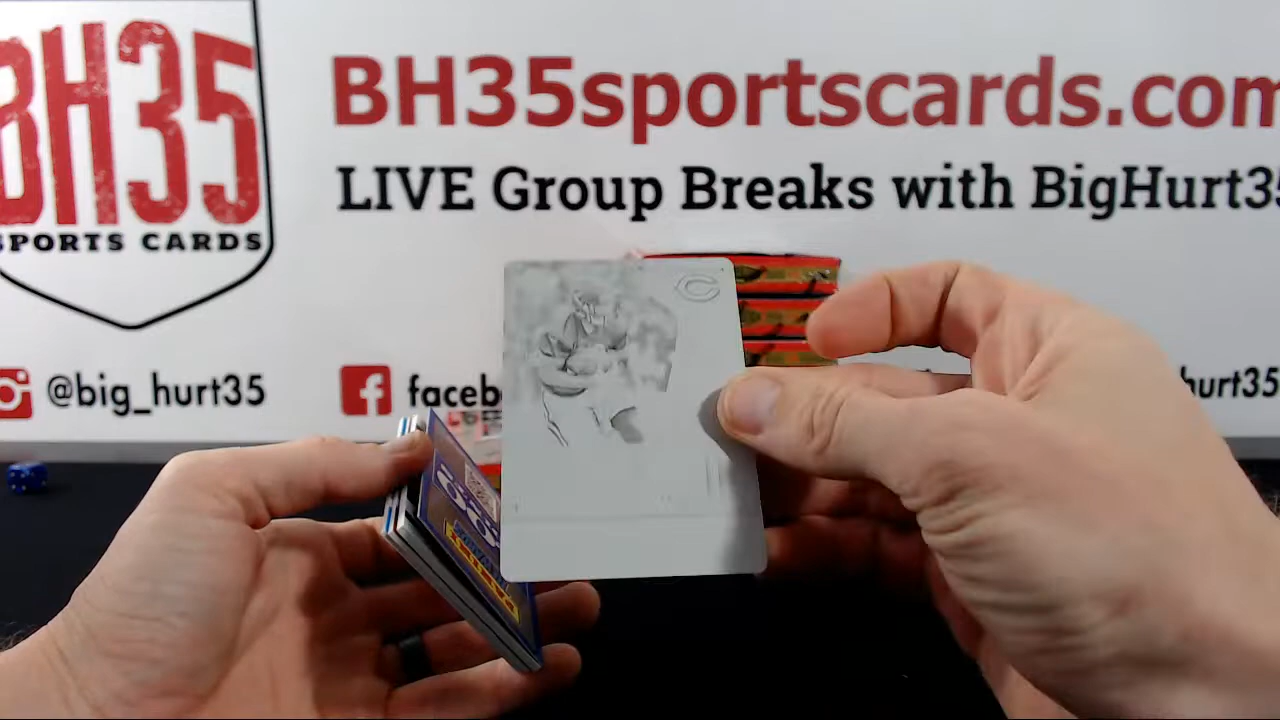 BH35
SPORTS CARDS
BH35sportscards.com
LIVE Group Breaks with BigHurt35
@big_hurt35
faceb
hurt35